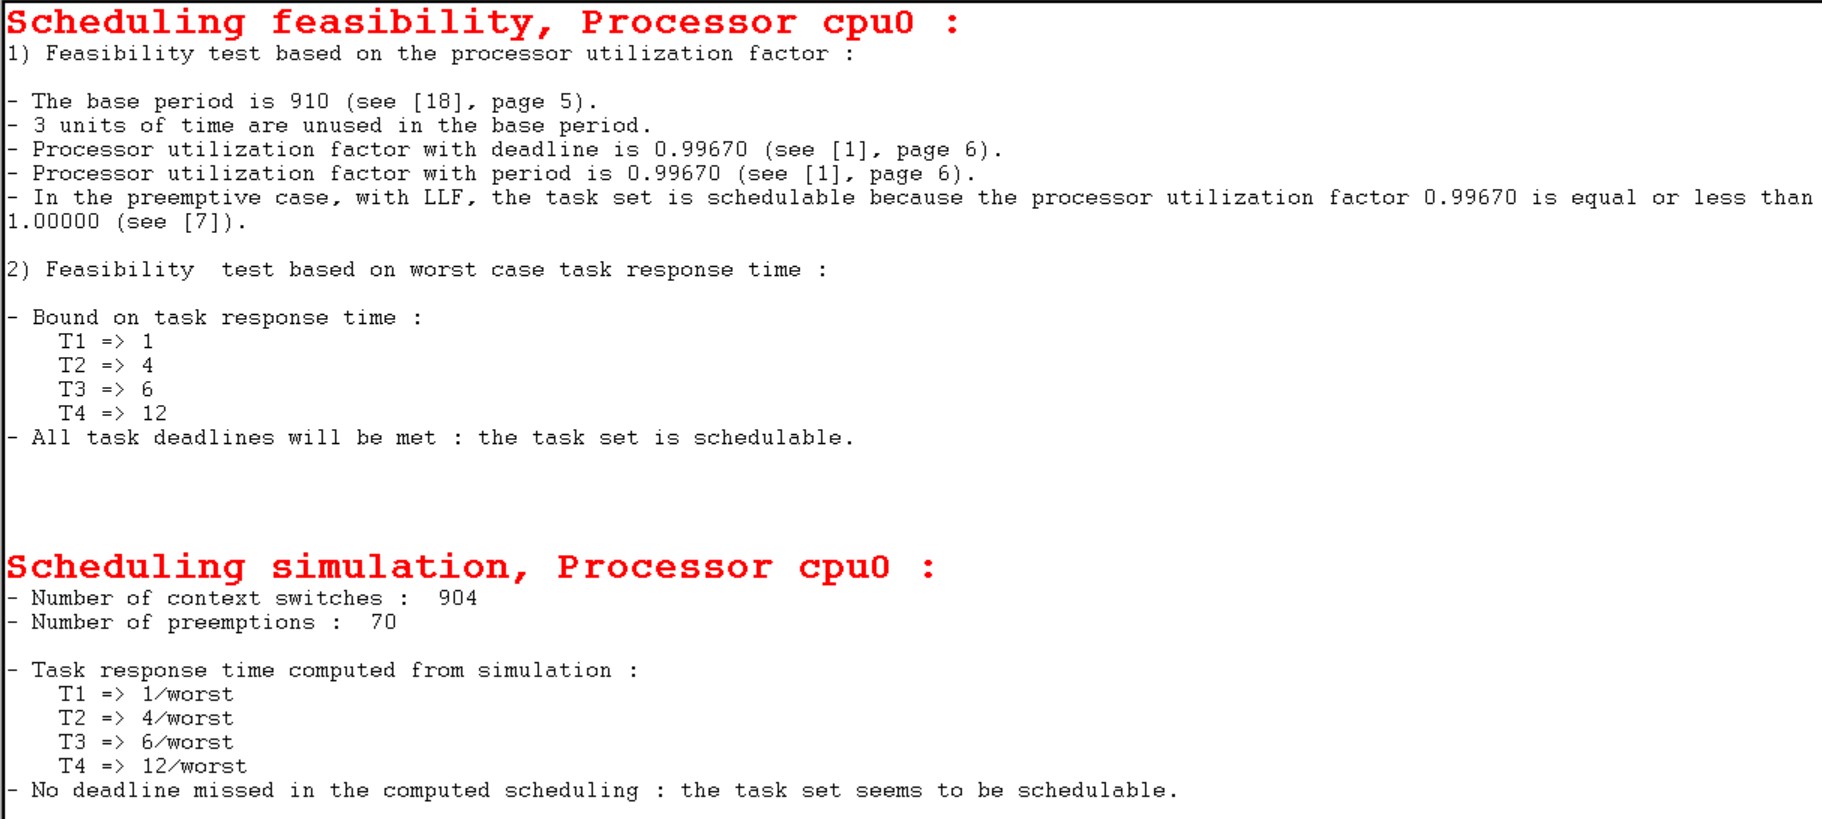 Scheduling feasibility, Processor cpu0 :
1) Feasibility test based on the processor utilization factor :
- The base period is 910 (see [18], page 5).
- 3 units of time are unused in the base period.
- Processor utilization factor with deadline is 0.99670 (see [1], page 6).
- Processor utilization factor with period is 0.99670 (see [1], page 6).
- In the preemptive case, with LLF, the task set is schedulable because the processor utilization factor 0.99670 is equal or less than
1.00000 (see [7]).
2) Feasibility  test based on worst case task response time :
- Bound on task response time :
T1 => 1
T2 => 4
T3 => 6
T4 => 12
- All task deadlines will be met : the task set is schedulable.
Scheduling simulation, Processor cpu0 :
- Number of context switches :  904
- Number of preemptions :  70
- Task response time computed from simulation :
T1 => 1/worst
T2 => 4/worst
T3 => 6/worst
T4 => 12/worst
- No deadline missed in the computed scheduling : the task set seems to be schedulable.